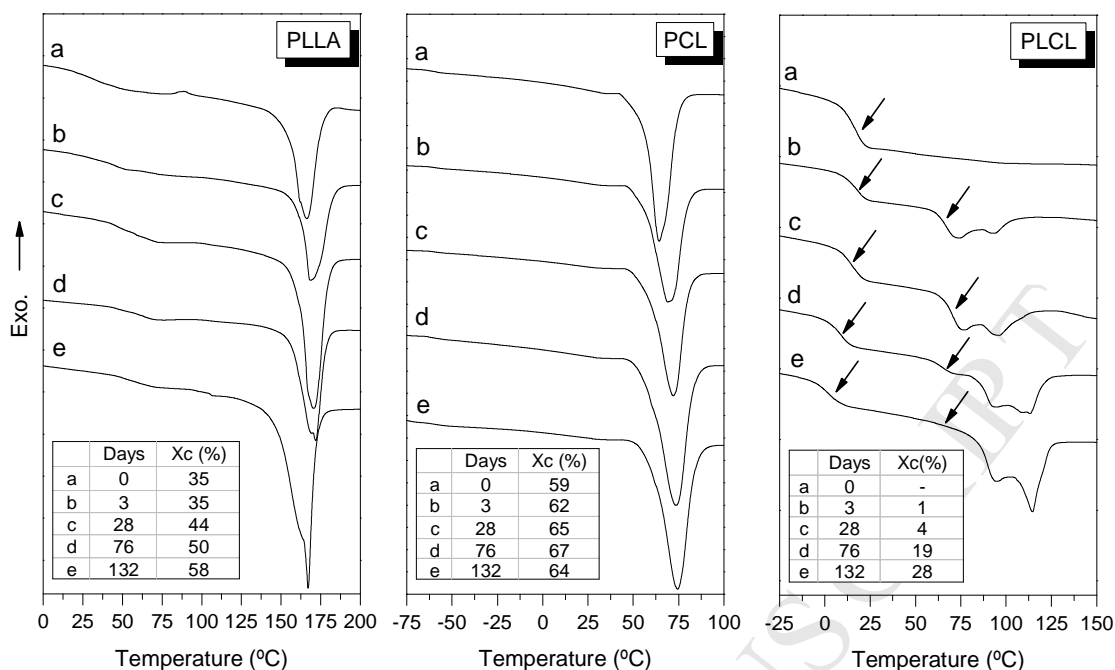 PLLA
a
b
c
d
e
Days Xc (%)
a 0 35
b 3 35
c 28 44
d 76 50
e 132 58
0 25 50 75 100 125 150 175 200
Temperature (ºC)
Exo.
PCL
a
b
c
d
e
Days Xc (%)
a 0 59
b 3 62
c 28 65
d 76 67
e 132 64
-75 -50 -25 0 25 50 75 100
Temperature (ºC)
PLCL
a
b
c
d
e
Days Xc(%)
a 0 -
b 3 1
c 28 4
d 76 19
e 132 28
-25 0 25 50 75 100 125 150
Temperature (ºC)